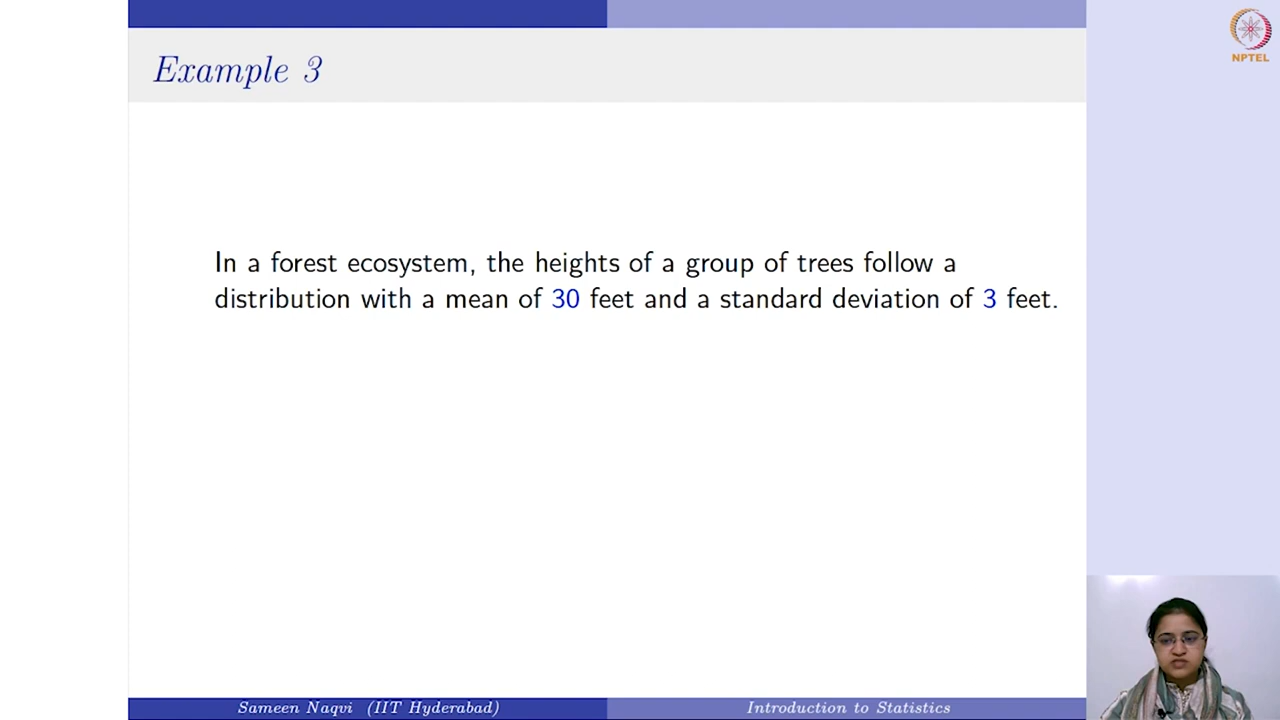 Example 3
NPTEL
In a forest ecosystem, the heights of a group of trees follow a
distribution with a mean of 30 feet and a standard deviation of 3 feet.
Sameen Naqvi (IIT Hyderabad)
Introduction to Statistics